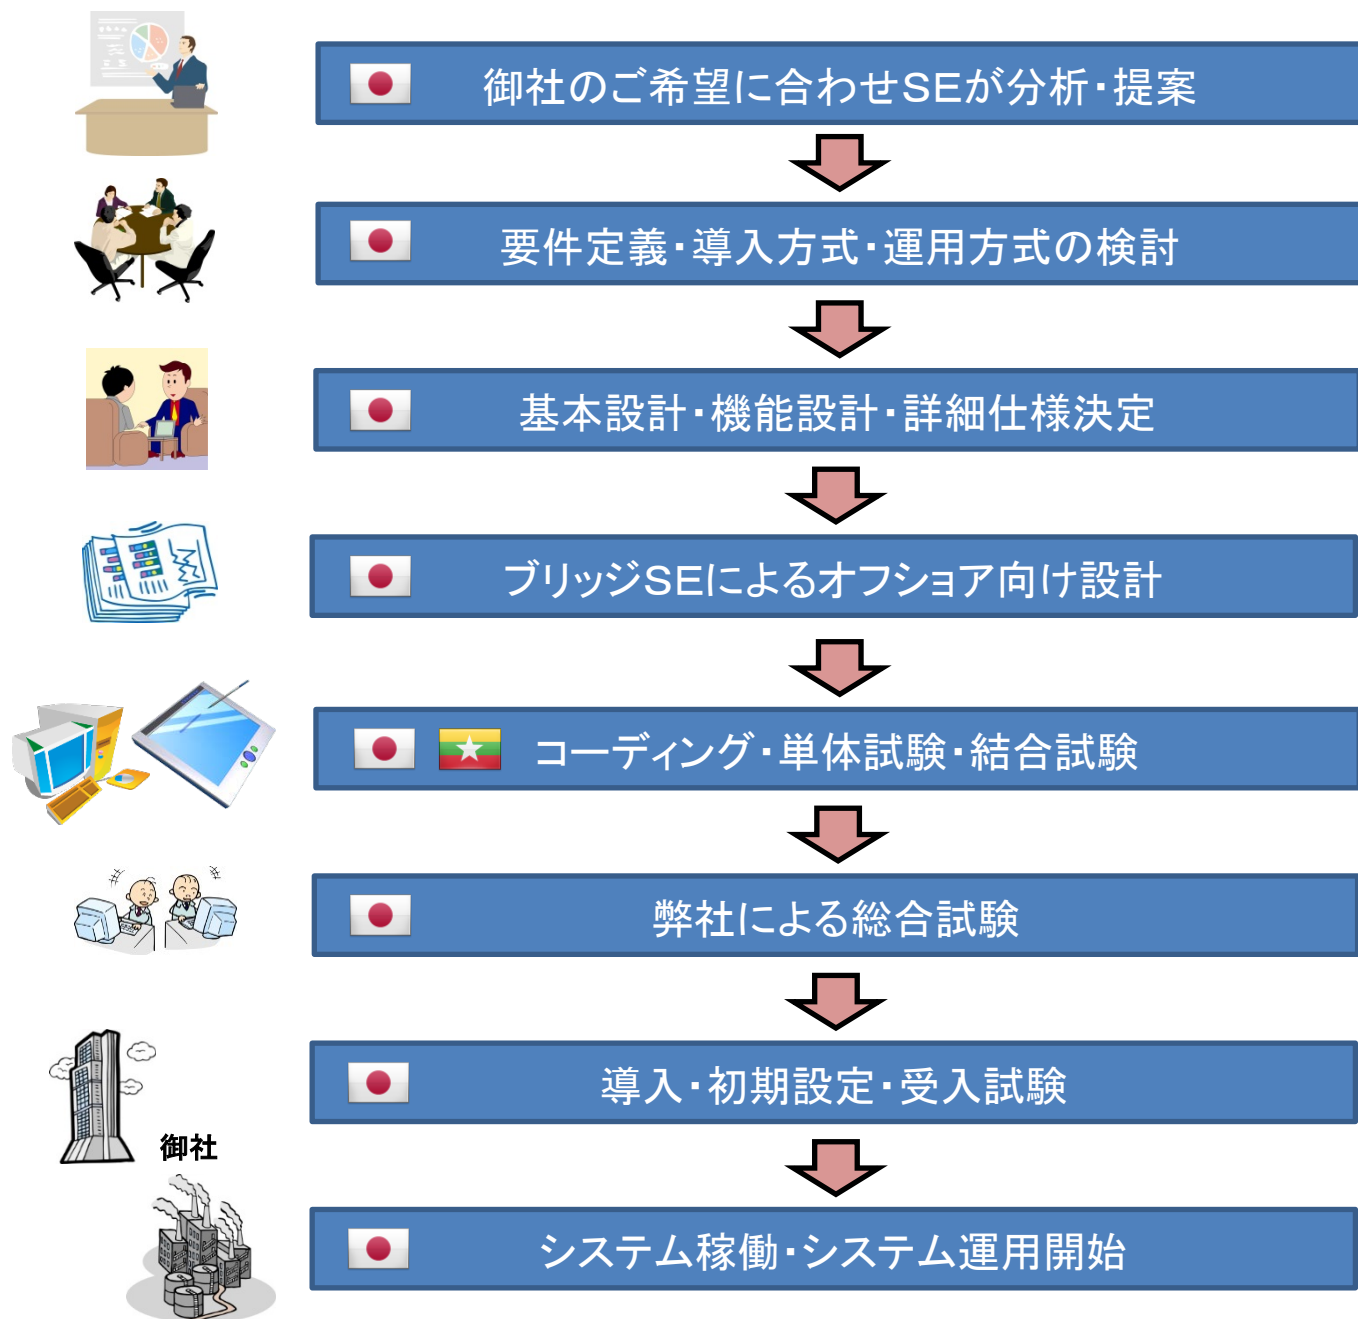 御社のご希望に合わせSEが分析・提案
要件定義・導入方式・運用方式の検討
基本設計・機能設計・詳細仕様決定
ブリッジSEによるオフショア向け設計
コーディング・単体試験・結合試験
弊社による総合試験
導入・初期設定・受入試験
御社
システム稼働・システム運用開始